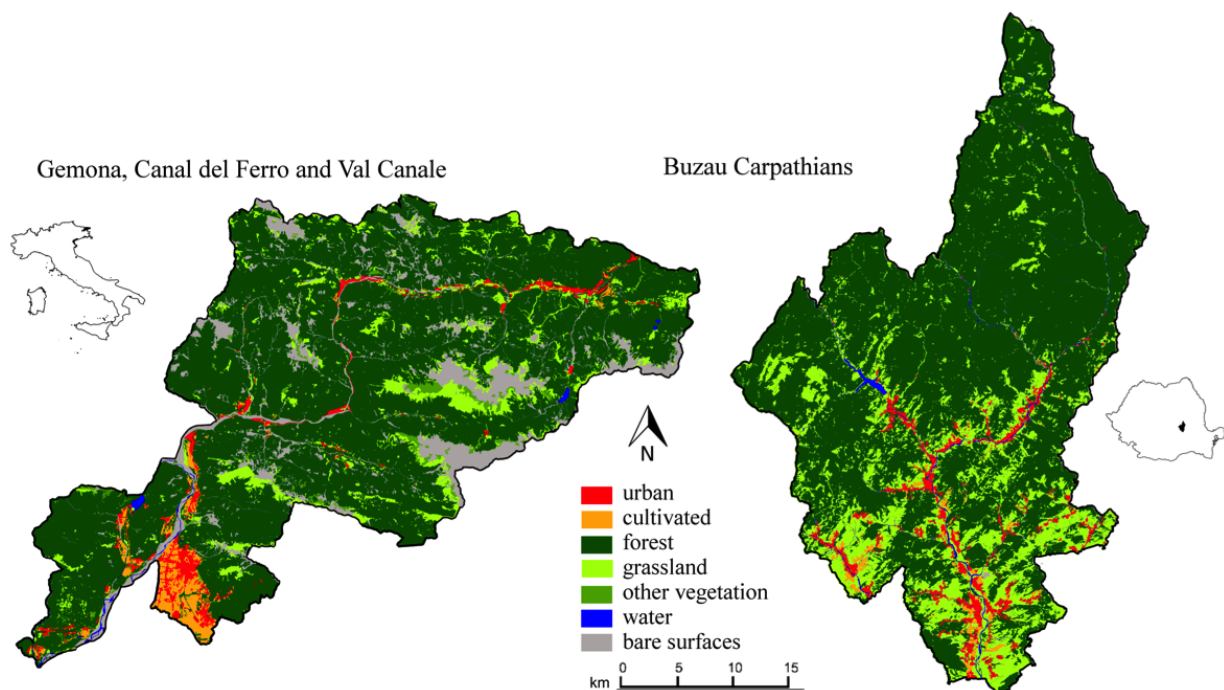 Gemona, Canal del Ferro and Val Canale
Buzau Carpathians
N
urban
cultivated
forest
grassland
other vegetation
water
bare surfaces
0 5 10 15
km